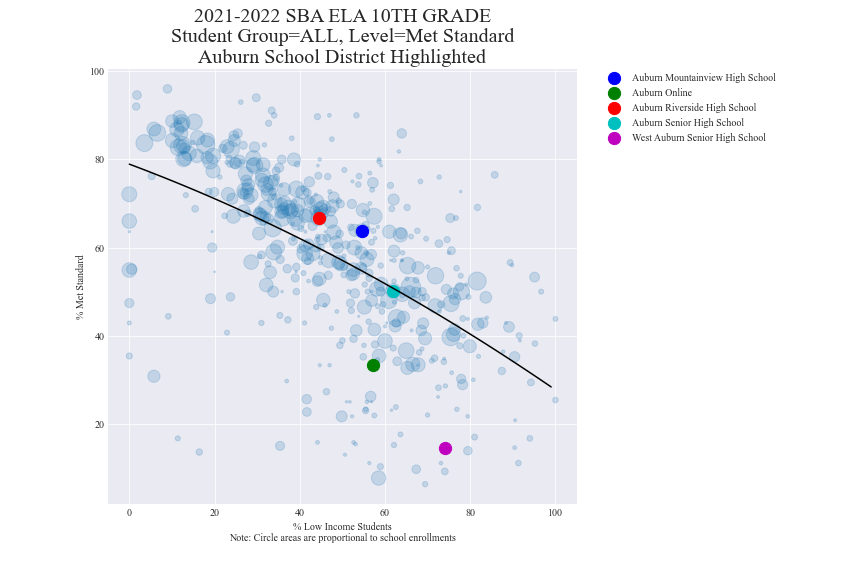 2021-2022 SBA ELA 10TH GRADE
Student Group=ALL, Level=Met Standard
Auburn School District Highlighted
Auburn Mountainview High School
Auburn Online
Auburn Riverside High School
Auburn Senior High School
West Auburn Senior High School
% Met Standard
100
80
60
40
20
0 20 40 60 80 100
% Low Income Students
Note: Circle areas are proportional to school enrollments